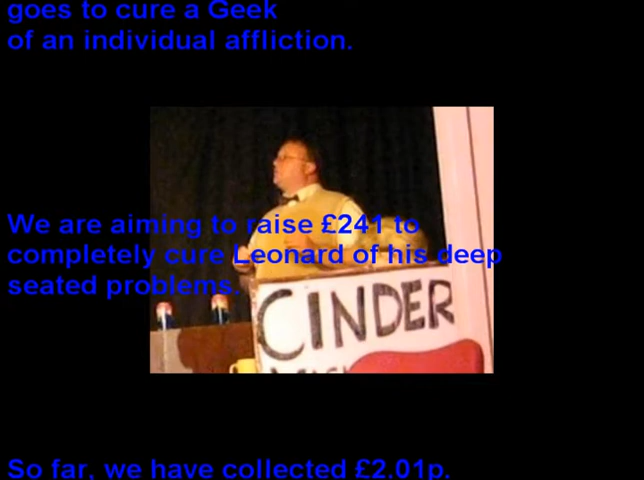 goes to cure a Geek
of an individual affliction.
We are aiming to raise £241 to
completely cure Leonard of his deep
seated problems.
CINDER
So far, we have collected £2.01p.